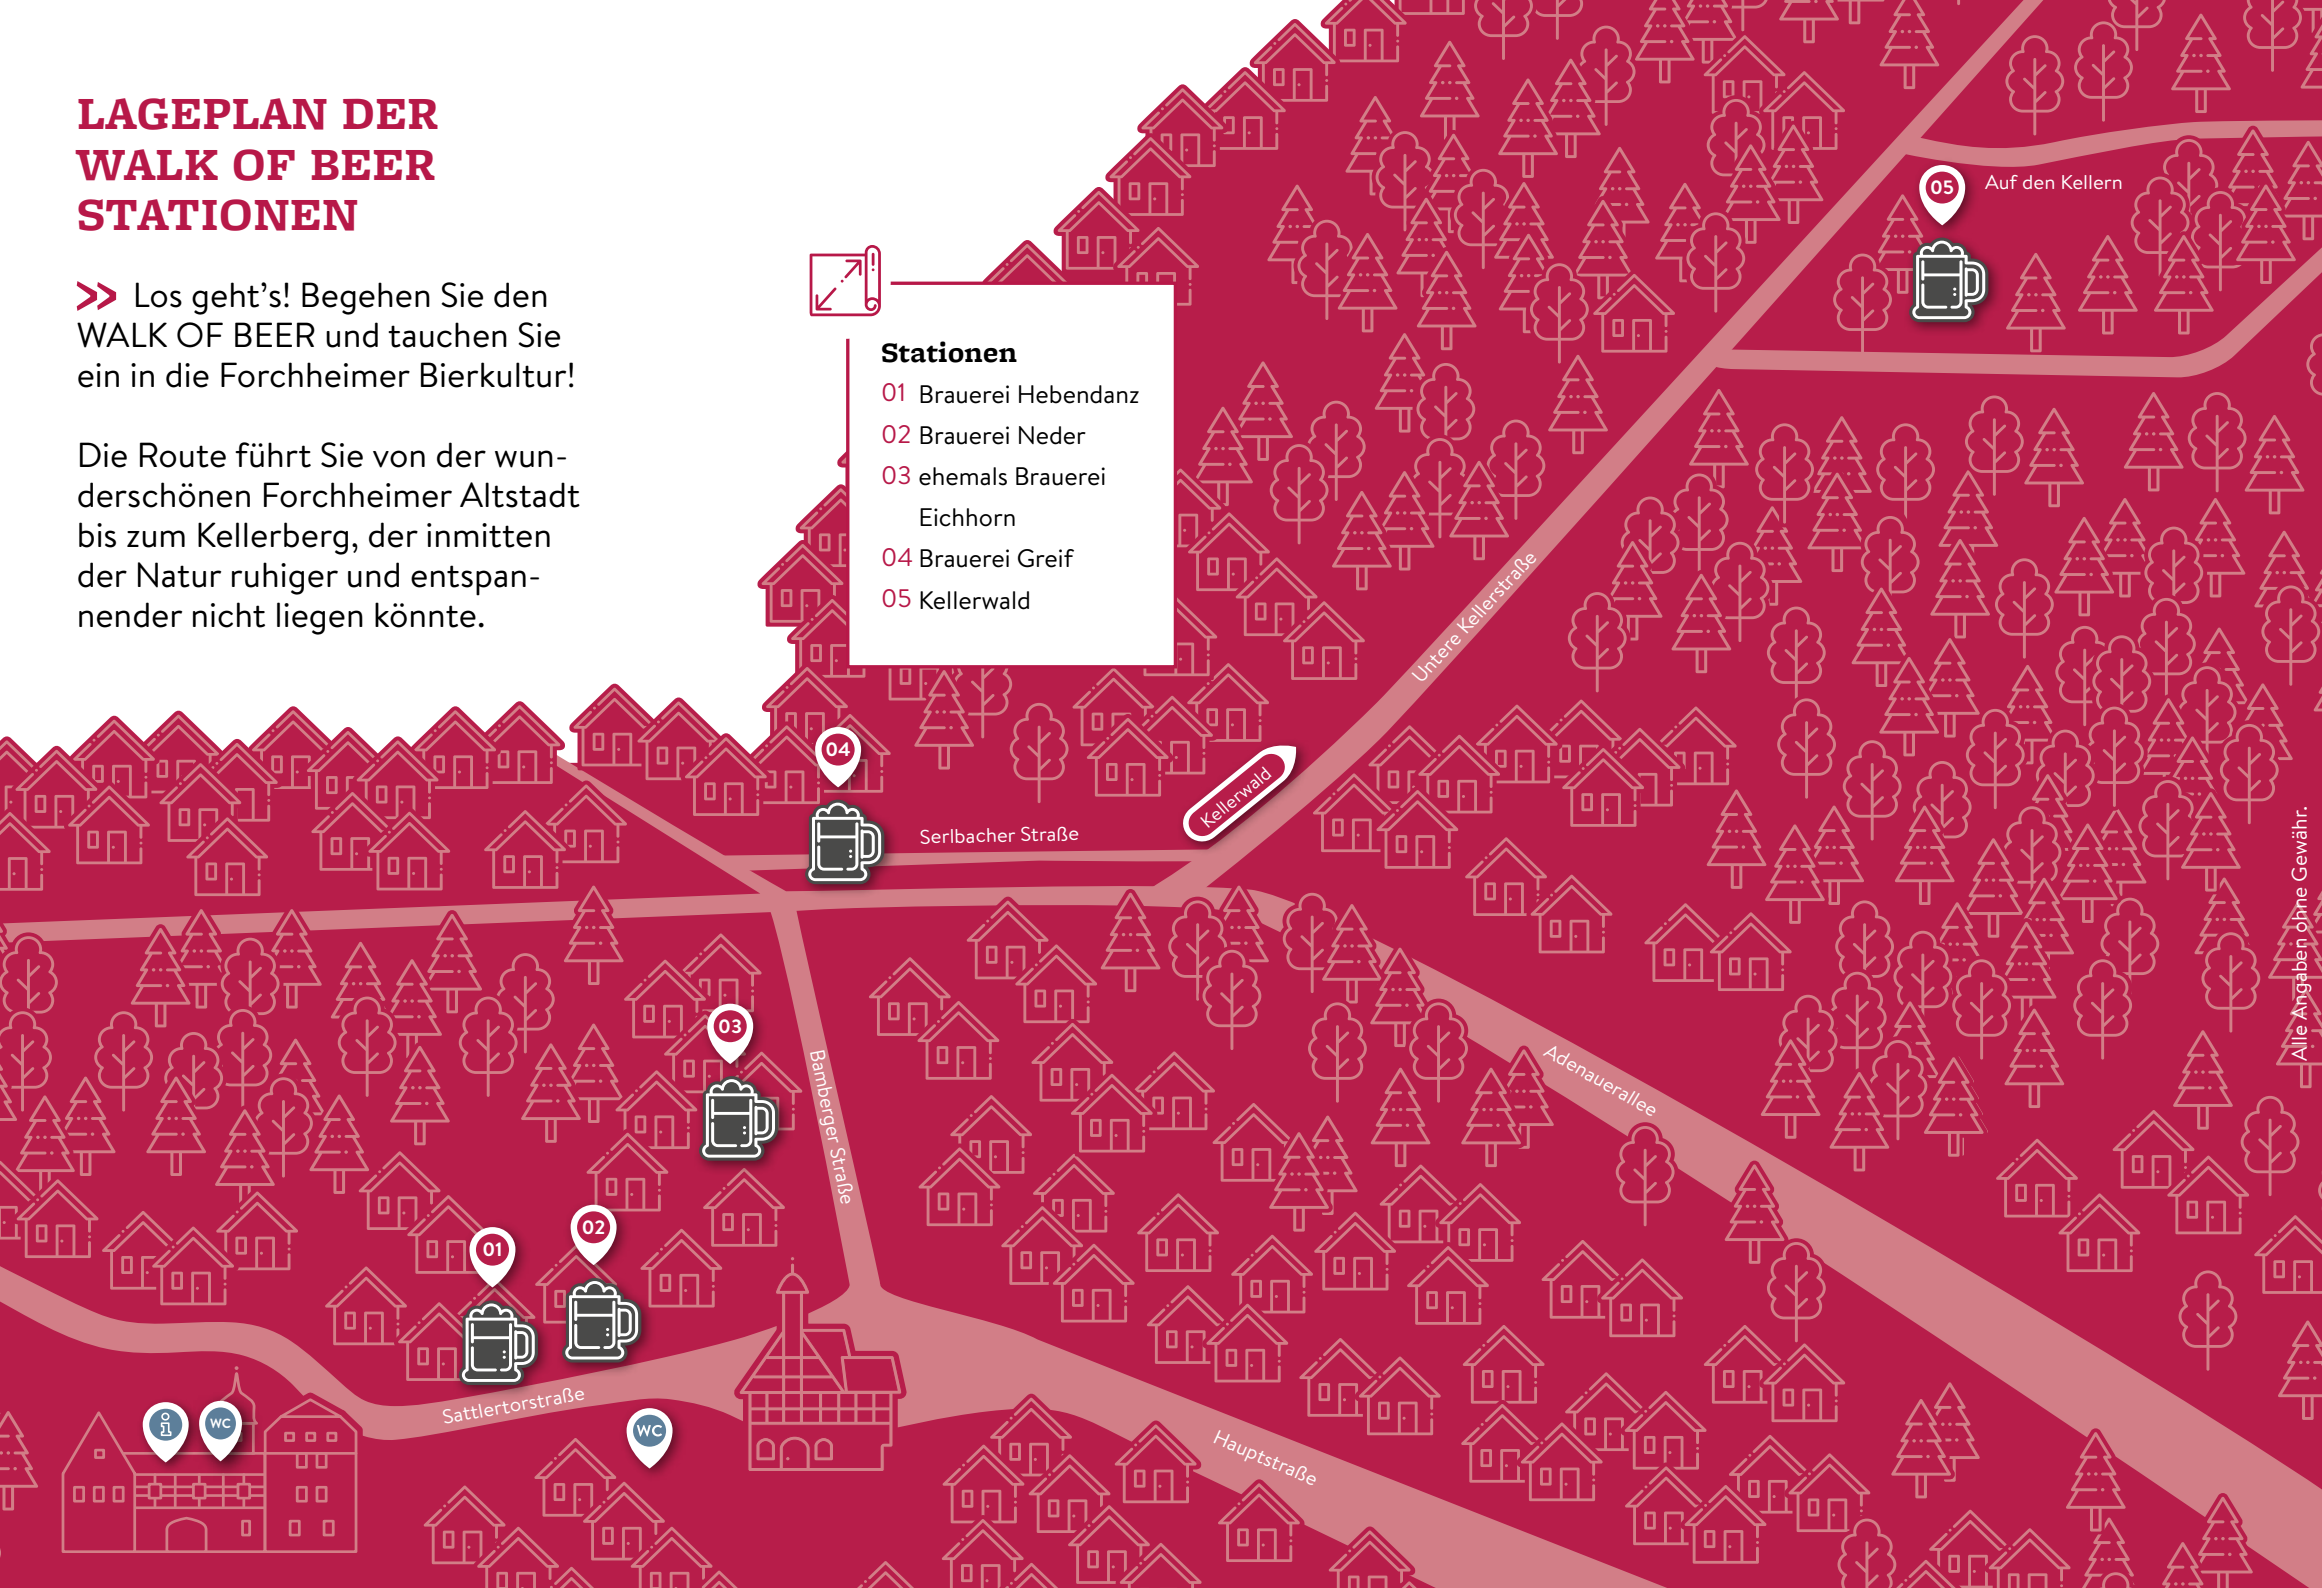 LAGEPLAN DER
WALK OF BEER
STATIONEN
Los geht's! Begehen Sie den
WALK OF BEER und tauchen Sie
ein in die Forchheimer Bierkultur!
Die Route führt Sie von der wun-
derschönen Forchheimer Altstadt
bis zum Kellerberg, der inmitten
der Natur ruhiger und entspan-
nender nicht liegen könnte.
Stationen
01 Brauerei Hebendanz
02 Brauerei Neder
03 ehemals Brauerei
Eichhorn
04 Brauerei Greif
05 Kellerwald
05
Auf den Kellern
Untere Kellerstraße
04
Kellerwald
Serlbacher Straße
03
Bamberger Straße
Adenauerallee
02
01
Sattlertorstraße
i
WC
WC
Hauptstraße
Alle Angaben ohne Gewähr.